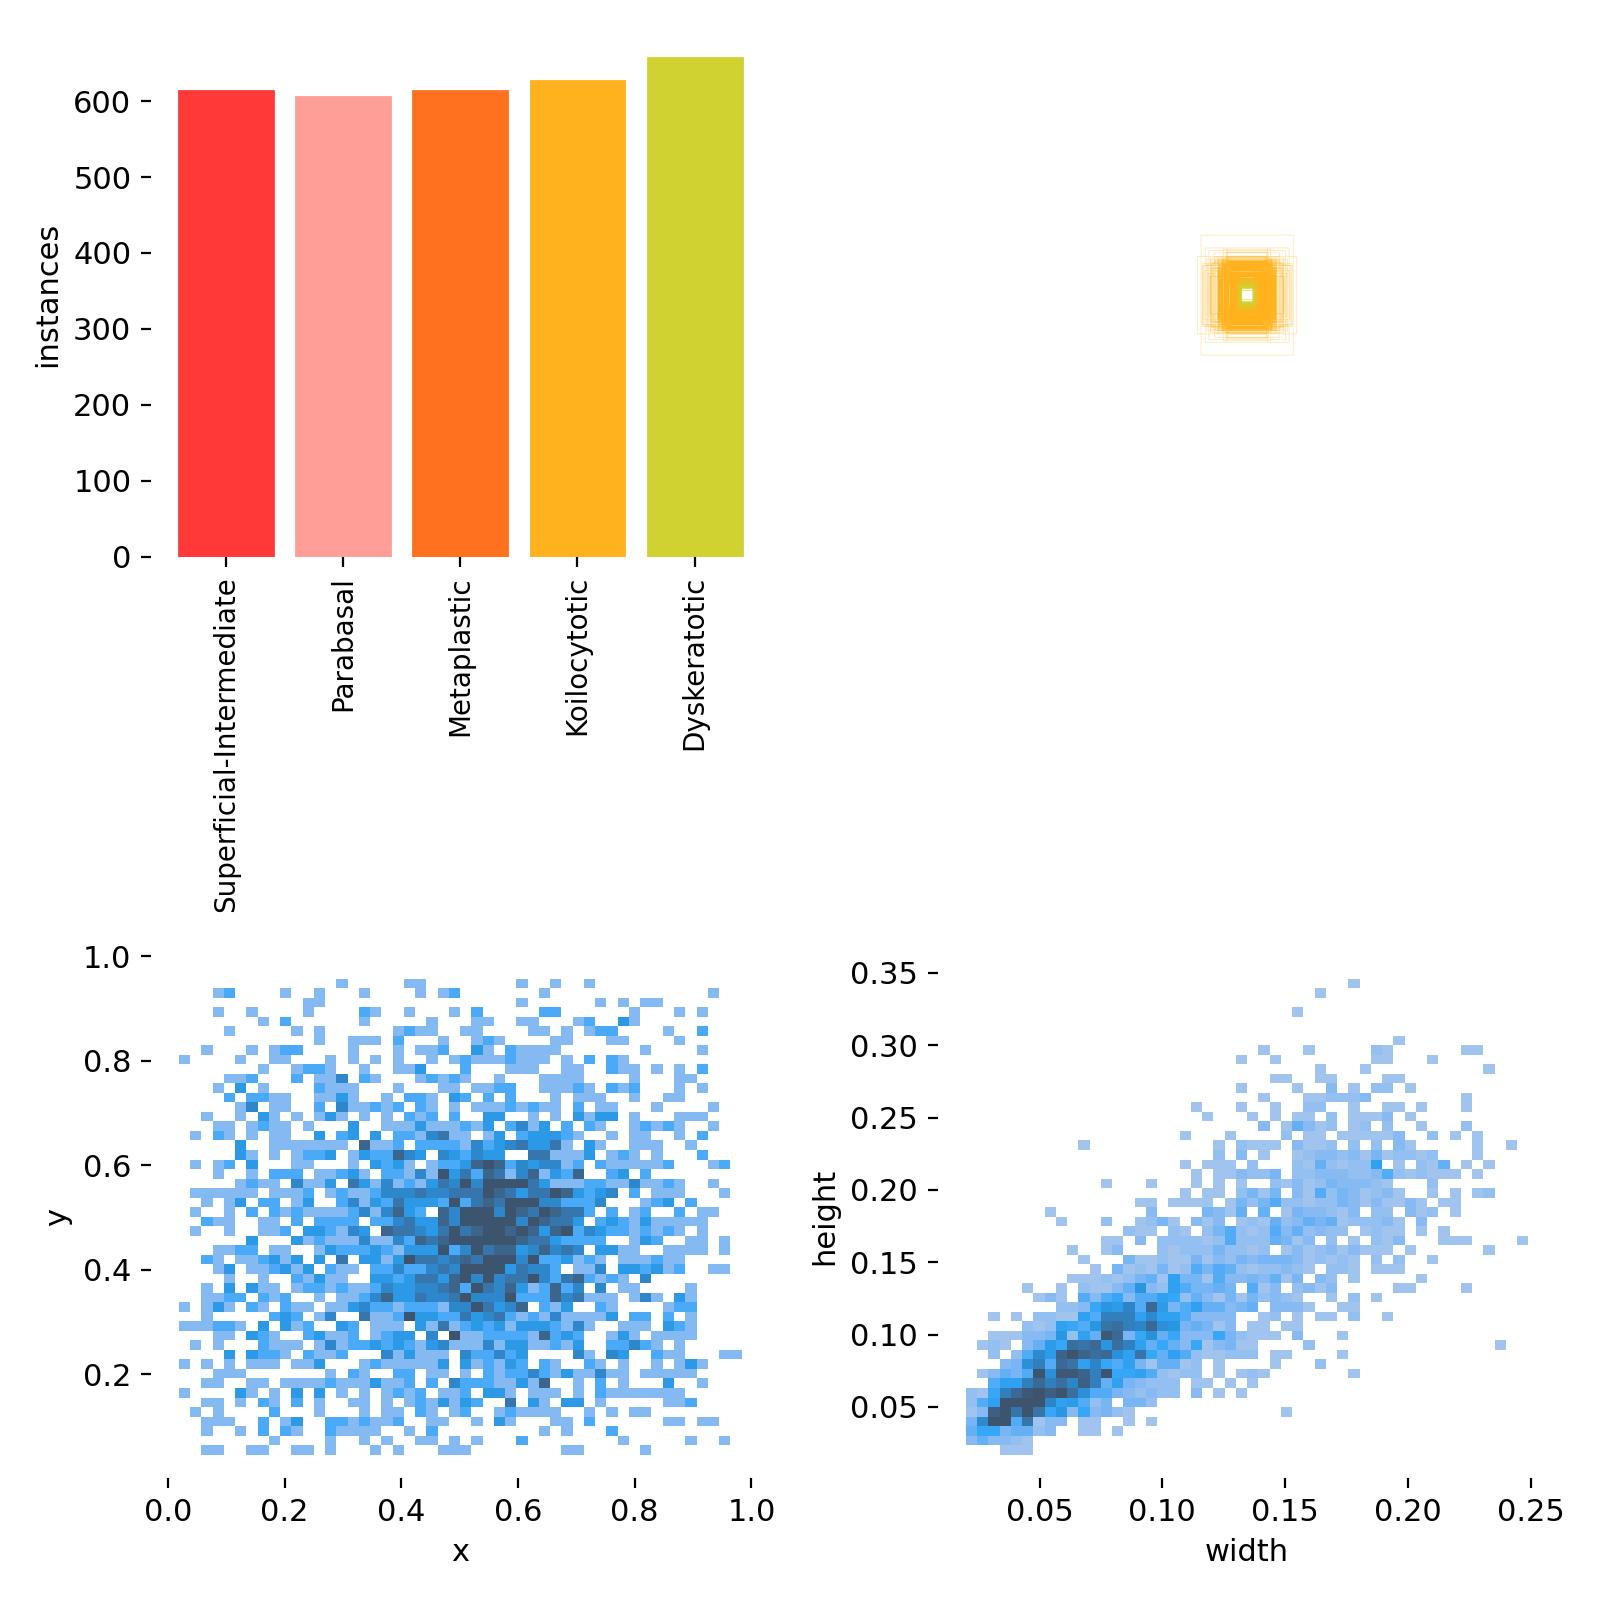 600
500
400
300
200
100
0
instances
Superficial-Intermediate
Parabasal
Metaplastic
Koilocytotic
Dyskeratotic
1.0
0.8
0.6
0.4
0.2
y
0.0 0.2 0.4 0.6 0.8 1.0
x
0.35
0.30
0.25
0.20
0.15
0.10
0.05
height
0.05 0.10 0.15 0.20 0.25
width